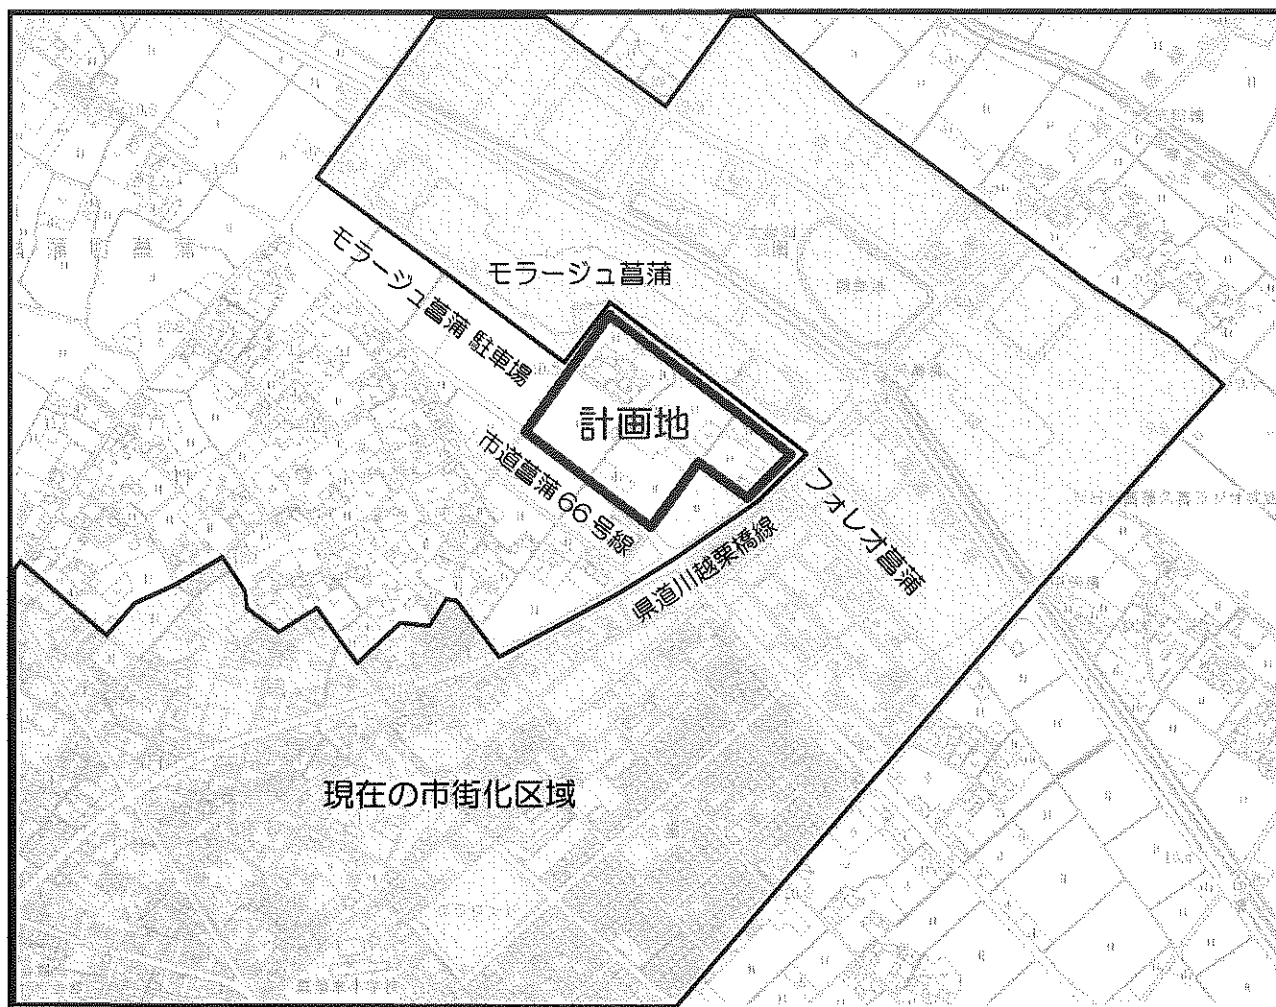 モラージュ菖蒲
モラージュ菖蒲 駐車場
計画地
市道菖蒲66号線
フォレオ菖蒲
県道川越栗橋線
現在の市街化区域